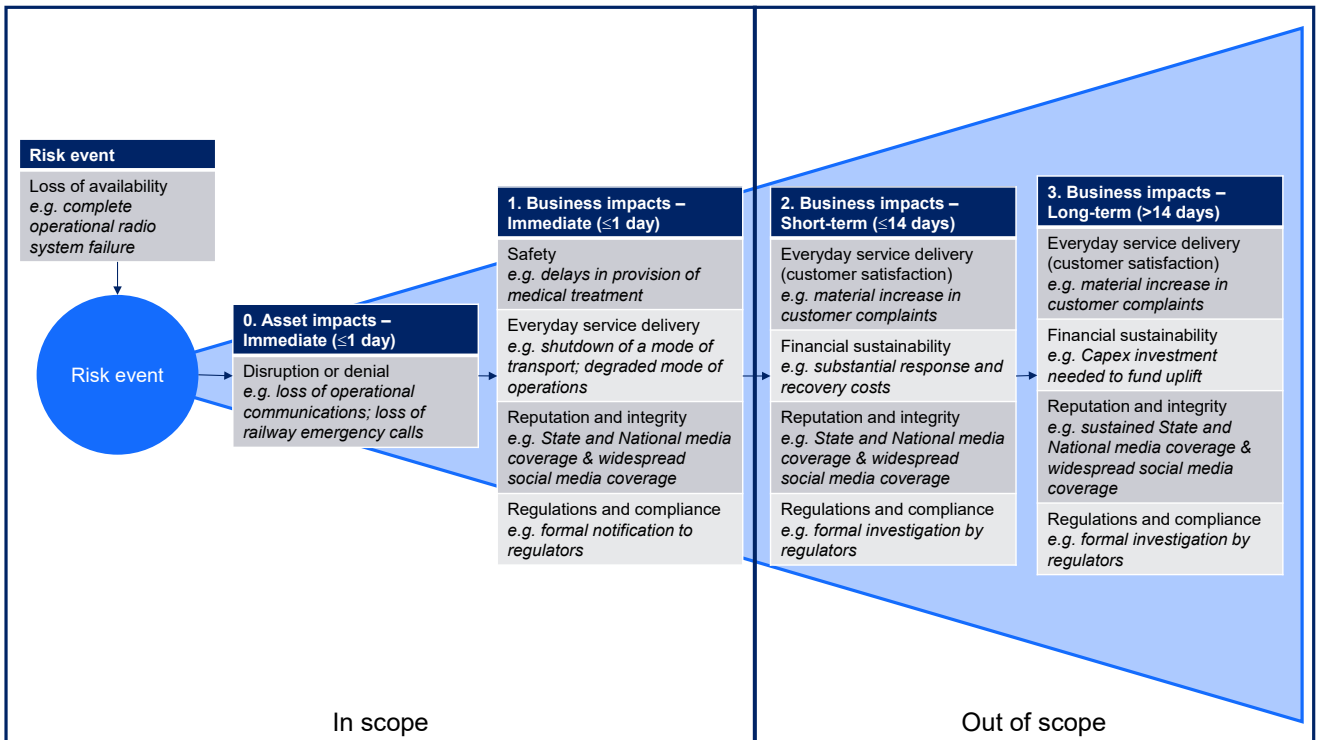 Risk event
Loss of availability
e.g. complete
operational radio
system failure
Risk event
0. Asset impacts –
Immediate (≤1 day)
Disruption or denial
e.g. loss of operational
communications; loss of
railway emergency calls
1. Business impacts –
Immediate (≤1 day)
Safety
e.g. delays in provision of
medical treatment
Everyday service delivery
e.g. shutdown of a mode of
transport; degraded mode of
operations
Reputation and integrity
e.g. State and National media
coverage & widespread
social media coverage
Regulations and compliance
e.g. formal notification to
regulators
2. Business impacts –
Short-term (≤14 days)
Everyday service delivery
(customer satisfaction)
e.g. material increase in
customer complaints
Financial sustainability
e.g. substantial response and
recovery costs
Reputation and integrity
e.g. State and National media
coverage & widespread
social media coverage
Regulations and compliance
e.g. formal investigation by
regulators
3. Business impacts –
Long-term (>14 days)
Everyday service delivery
(customer satisfaction)
e.g. material increase in
customer complaints
Financial sustainability
e.g. Capex investment
needed to fund uplift
Reputation and integrity
e.g. sustained State and
National media coverage &
widespread social media
coverage
Regulations and compliance
e.g. formal investigation by
regulators
In scope
Out of scope